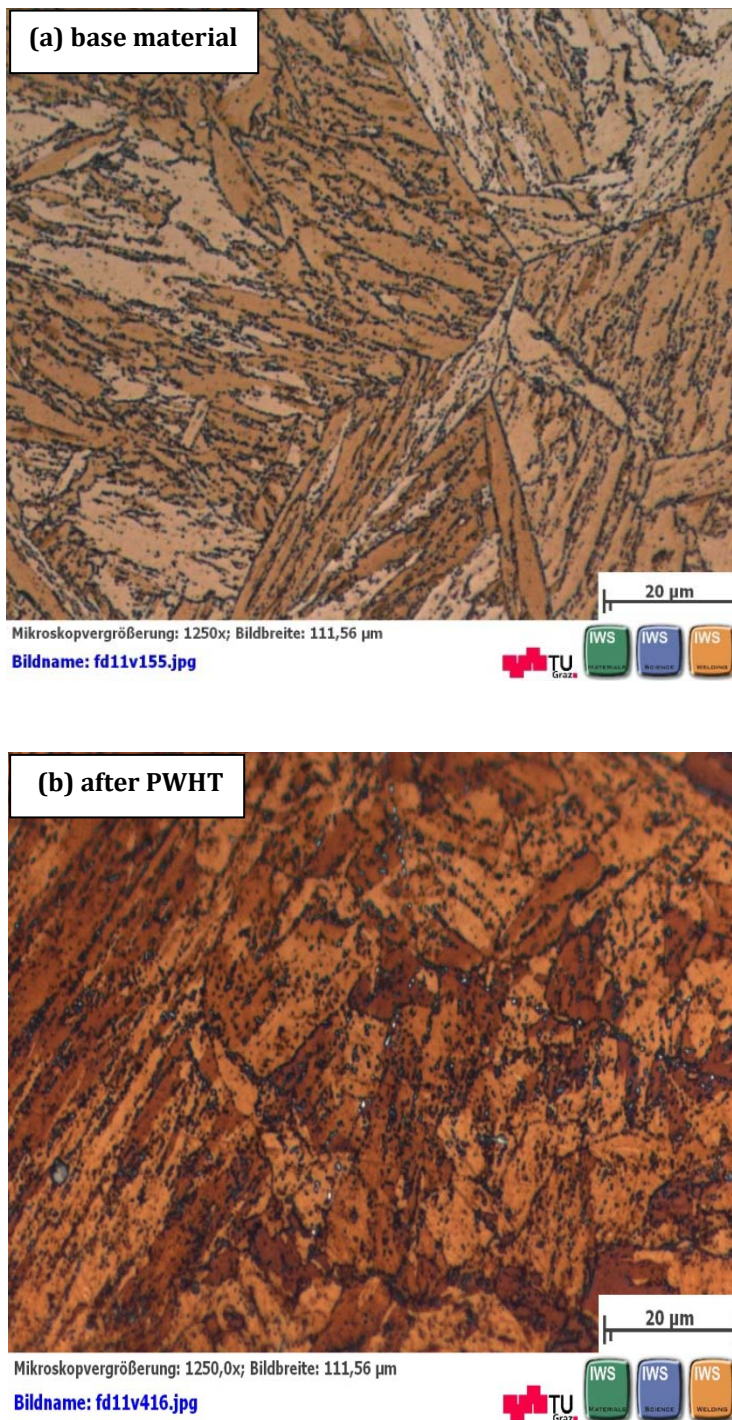 (a) base material
20 µm
Mikroskopvergrößerung: 1250x; Bildbreite: 111,56 µm
Bildname: fd11v155.jpg
TU
Graz
IWS
MATERIALS
IWS
SCIENCE
IWS
WELDING
(b) after PWHT
20 µm
Mikroskopvergrößerung: 1250,0x; Bildbreite: 111,56 µm
Bildname: fd11v416.jpg
TU
Graz
IWS
MATERIALS
IWS
SCIENCE
IWS
WELDING